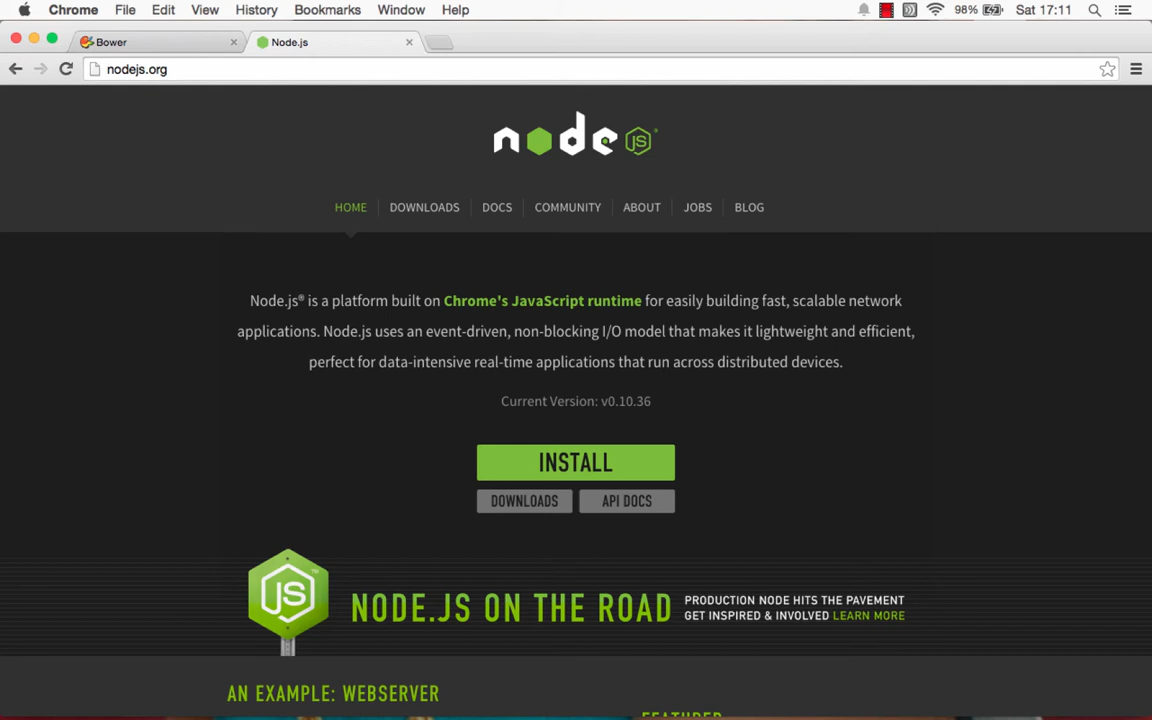 Chrome File Edit View History Bookmarks Window Help 98% Sat 17:11
Bower Node.js
nodejs.org
node JS
HOME DOWNLOADS DOCS COMMUNITY ABOUT JOBS BLOG
Node.js® is a platform built on Chrome's JavaScript runtime for easily building fast, scalable network
applications. Node.js uses an event-driven, non-blocking I/O model that makes it lightweight and efficient,
perfect for data-intensive real-time applications that run across distributed devices.
Current Version: v0.10.36
INSTALL
DOWNLOADS API DOCS
JS™
NODE.JS ON THE ROAD
PRODUCTION NODE HITS THE PAVEMENT
GET INSPIRED & INVOLVED LEARN MORE
AN EXAMPLE: WEBSERVER
FEATURED